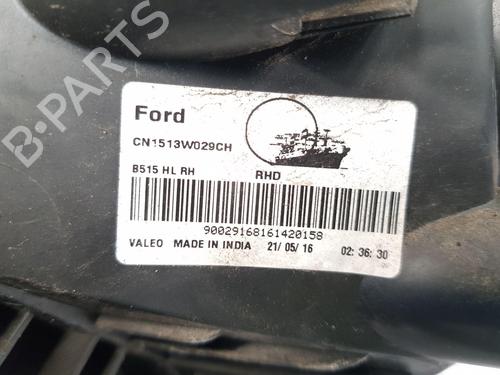 B-PARTS
Ford
CN1513W029CH
B515 HL RH
RHD
90029168161420158
VALEO MADE IN INDIA 21/05/16 02:36:30